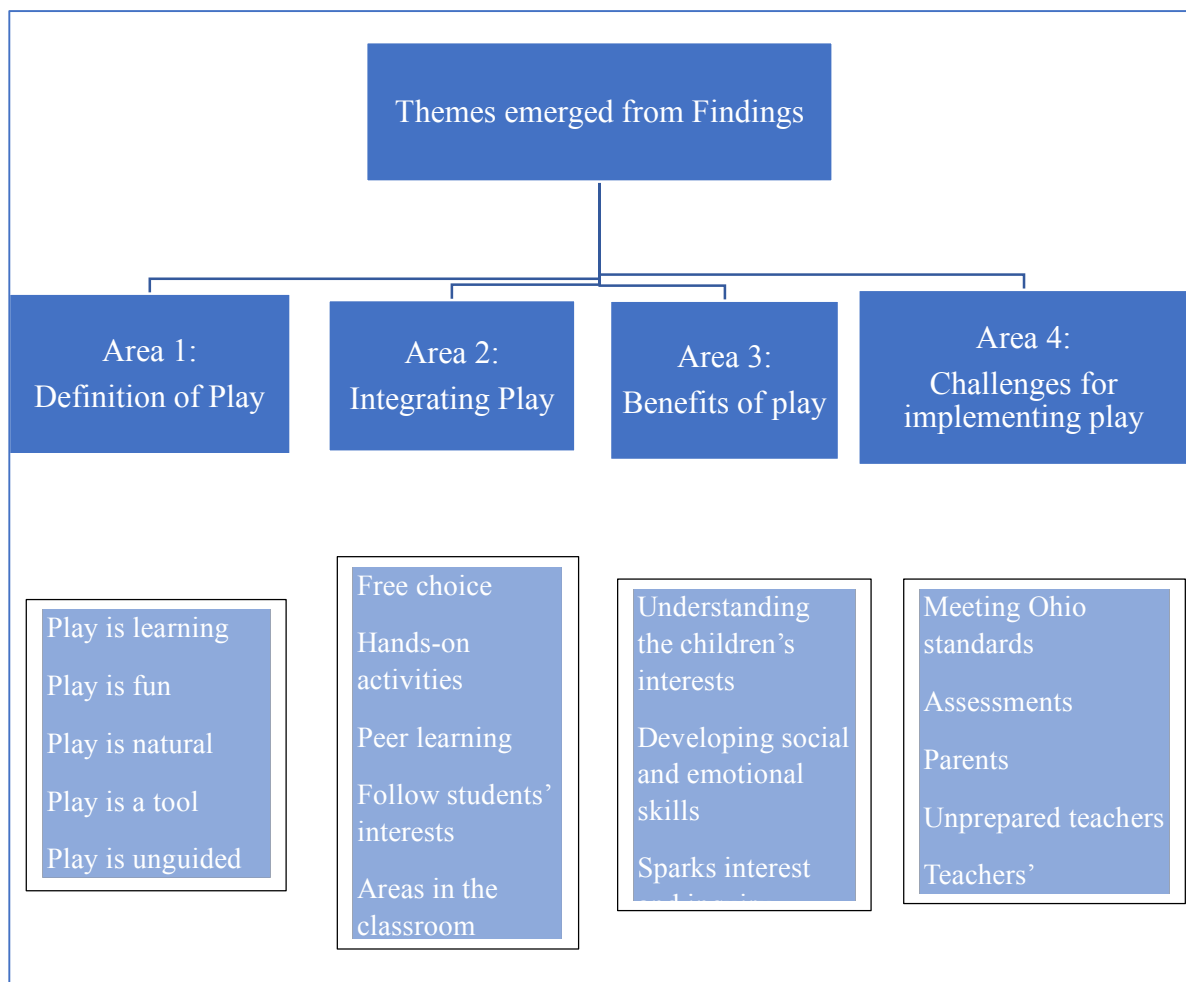 Themes emerged from Findings
Area 1:
Definition of Play
Area 2:
Integrating Play
Area 3:
Benefits of play
Area 4:
Challenges for
implementing play
Play is learning
Play is fun
Play is natural
Play is a tool
Play is unguided
Free choice
Hands-on
activities
Peer learning
Follow students’
interests
Areas in the
classroom
Understanding
the children’s
interests
Developing social
and emotional
skills
Sparks interest
Meeting Ohio
standards
Assessments
Parents
Unprepared teachers
Teachers’